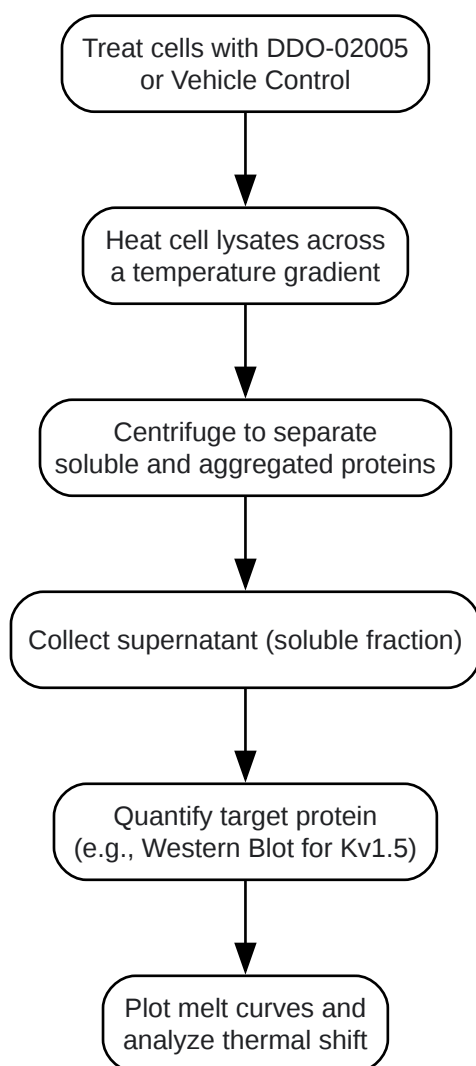 Treat cells with DDO-02005
or Vehicle Control
Heat cell lysates across
a temperature gradient
Centrifuge to separate
soluble and aggregated proteins
Collect supernatant (soluble fraction)
Quantify target protein
(e.g., Western Blot for Kv1.5)
Plot melt curves and
analyze thermal shift